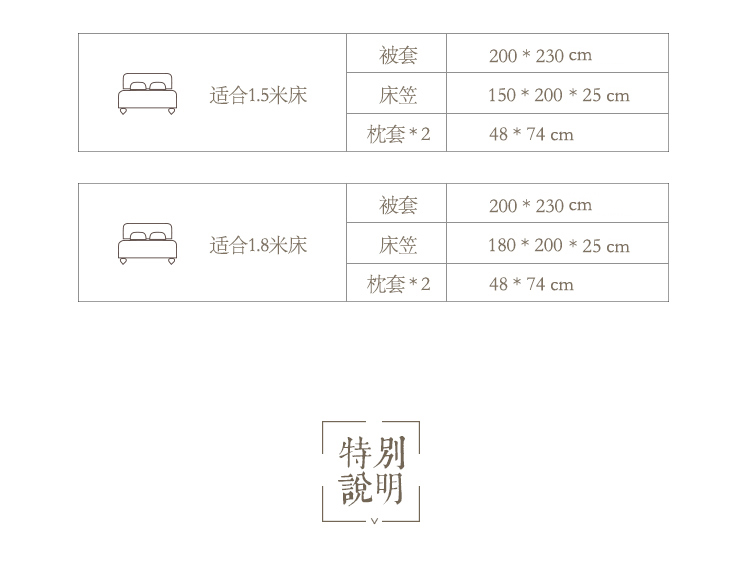 被套 200 * 230 cm
适合1.5米床 床笠 150 * 200 * 25 cm
枕套 * 2 48 * 74 cm
被套 200 * 230 cm
适合1.8米床 床笠 180 * 200 * 25 cm
枕套 * 2 48 * 74 cm
特别
說明